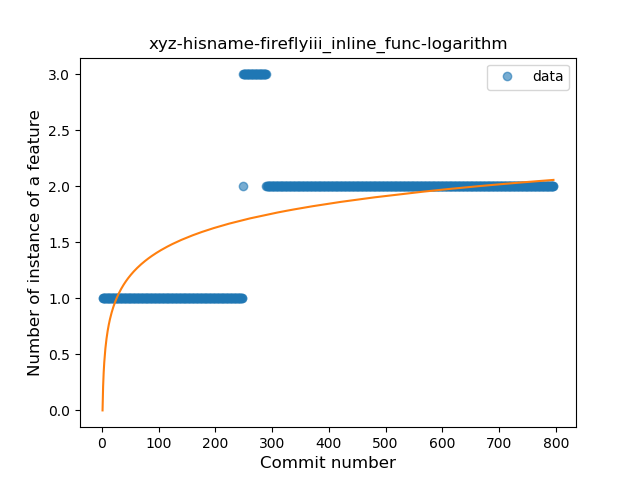 xyz-hisname-fireflyiii_inline_func-logarithm
data
Number of instance of a feature
3.0
2.5
2.0
1.5
1.0
0.5
0.0
0 100 200 300 400 500 600 700 800
Commit number